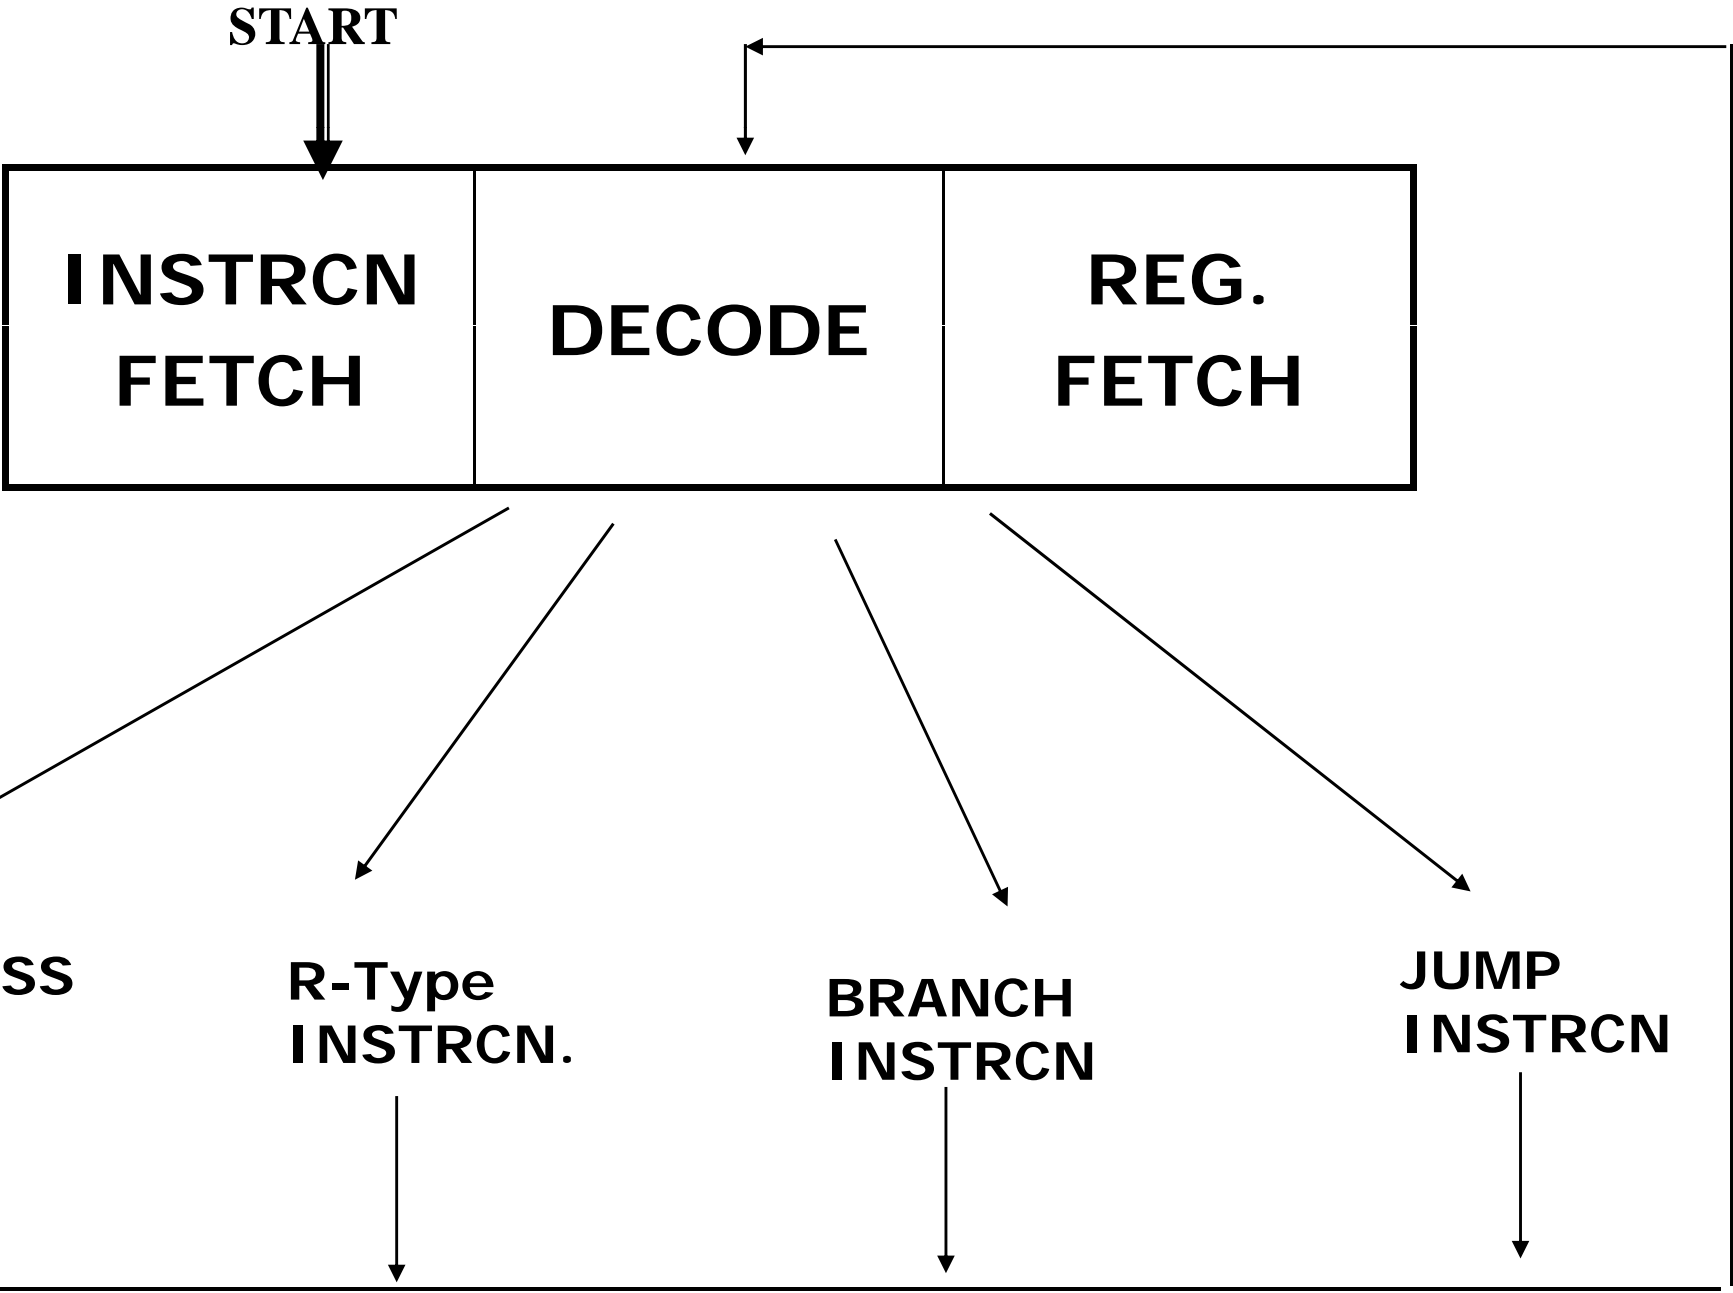 START
INSTRCN
FETCH
DECODE
REG.
FETCH
SS
R-Type
INSTRCN.
BRANCH
INSTRCN
JUMP
INSTRCN